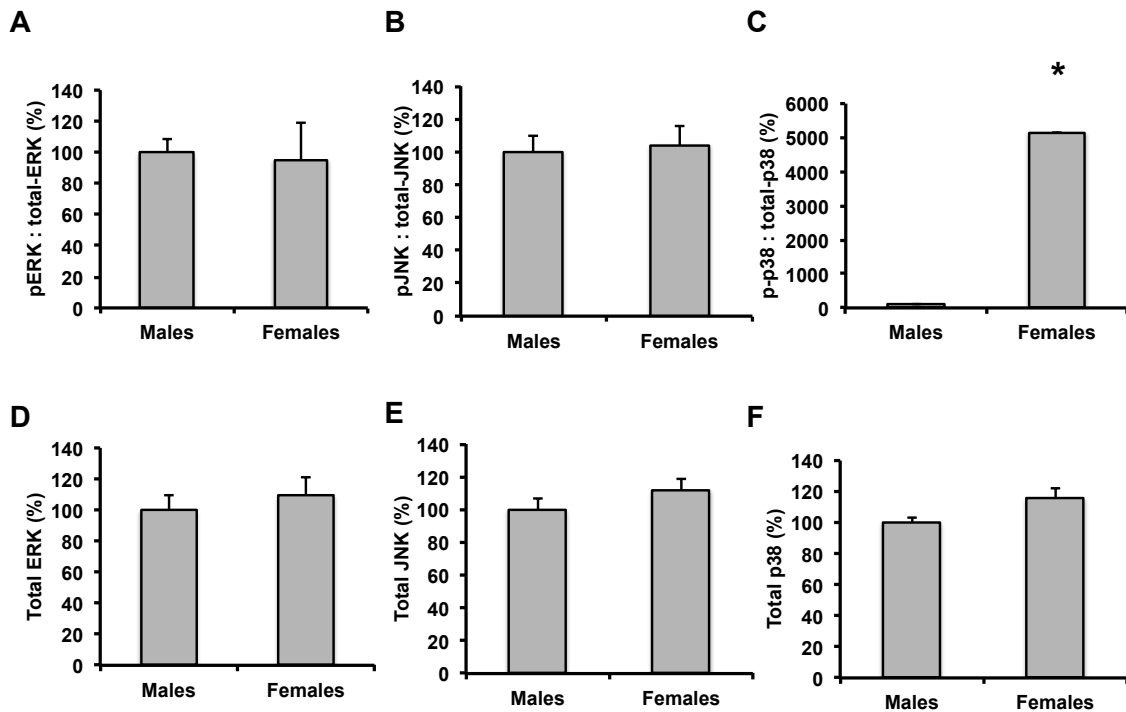 A
pERK : total-ERK (%)
140
120
100
80
60
40
20
0
Males Females
B
pJNK : total-JNK (%)
140
120
100
80
60
40
20
0
Males Females
C
*
p-p38 : total-p38 (%)
6000
5000
4000
3000
2000
1000
0
Males Females
D
Total ERK (%)
140
120
100
80
60
40
20
0
Males Females
E
Total JNK (%)
140
120
100
80
60
40
20
0
Males Females
F
Total p38 (%)
140
120
100
80
60
40
20
0
Males Females